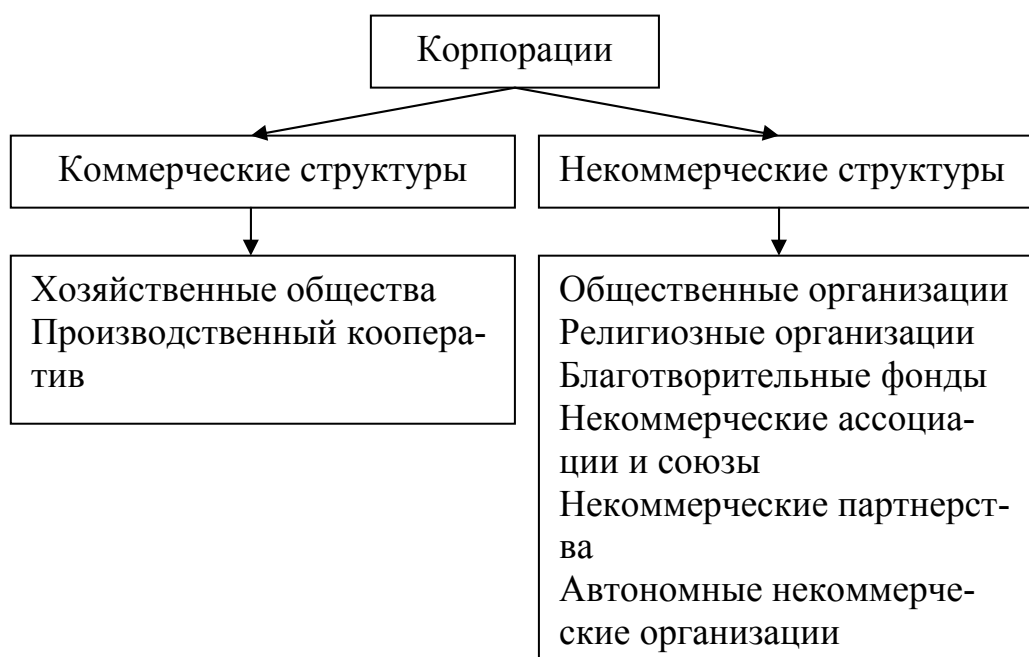 Корпорации
Коммерческие структуры
Некоммерческие структуры
Хозяйственные общества
Производственный коопера-
тив
Общественные организации
Религиозные организации
Благотворительные фонды
Некоммерческие ассоциа-
ции и союзы
Некоммерческие партнерст-
ва
Автономные некоммерче-
ские организации